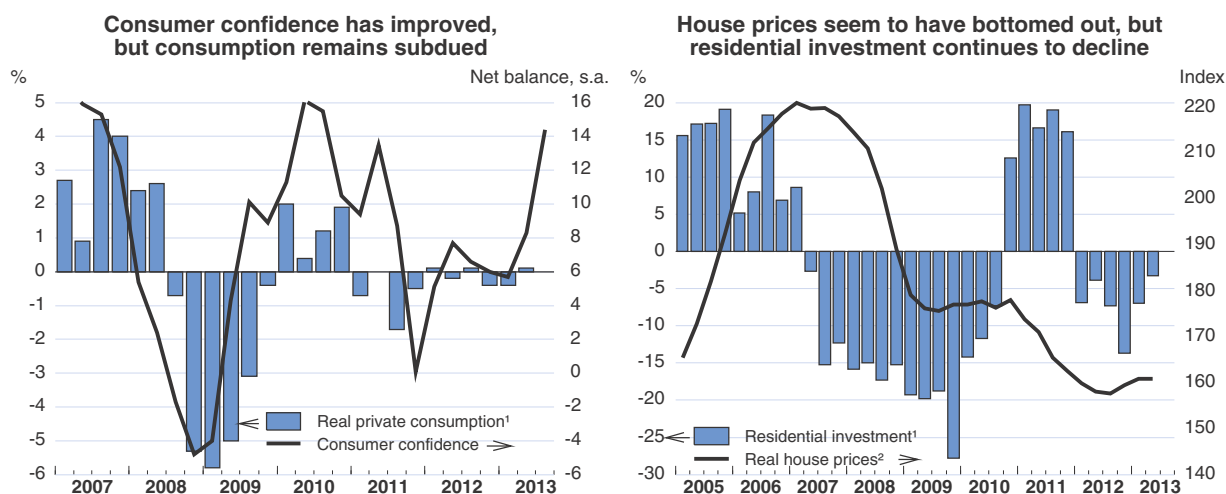 Consumer confidence has improved,
but consumption remains subdued
% Net balance, s.a.
5 16
4 14
3 12
2 10
1 8
0 6
-1 4
-2 2
-3 0
-4 -2
-5 -4
-6 -6
Real private consumption¹
Consumer confidence
2007 2008 2009 2010 2011 2012 2013
House prices seem to have bottomed out, but
residential investment continues to decline
% Index
20 220
15 210
10 200
5
0 190
-5 180
-10 170
-15 160
-20
-25 150
-30 140
Residential investment¹
Real house prices²
2005 2006 2007 2008 2009 2010 2011 2012 2013